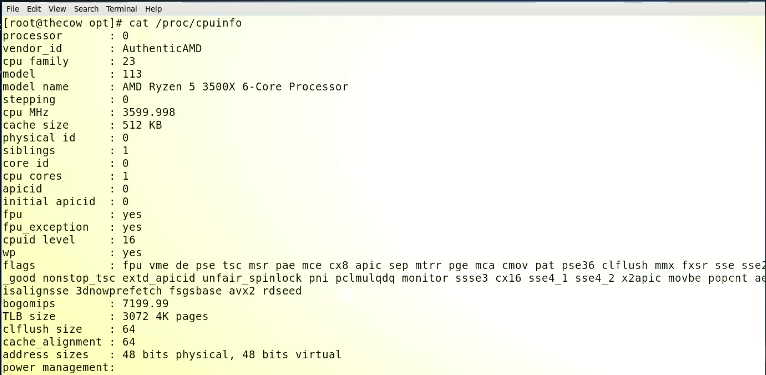 File Edit View Search Terminal Help
[root@thecow opt]# cat /proc/cpuinfo
processor : 0
vendor_id : AuthenticAMD
cpu family : 23
model : 113
model name : AMD Ryzen 5 3500X 6-Core Processor
stepping : 0
cpu MHz : 3599.998
cache size : 512 KB
physical id : 0
siblings : 1
core id : 0
cpu cores : 1
apicid : 0
initial apicid : 0
fpu : yes
fpu_exception : yes
cpuid level : 16
wp : yes
flags : fpu vme de pse tsc msr pae mce cx8 apic sep mtrr pge mca cmov pat pse36 clflush mmx fxsr sse sse2
_good nonstop_tsc extd_apicid unfair_spinlock pni pclmulqdq monitor ssse3 cx16 sse4_1 sse4_2 x2apic movbe popcnt ae
isalignsse 3dnowprefetch fsgsbase avx2 rdseed
bogomips : 7199.99
TLB size : 3072 4K pages
clflush size : 64
cache_alignment : 64
address sizes : 48 bits physical, 48 bits virtual
power management: